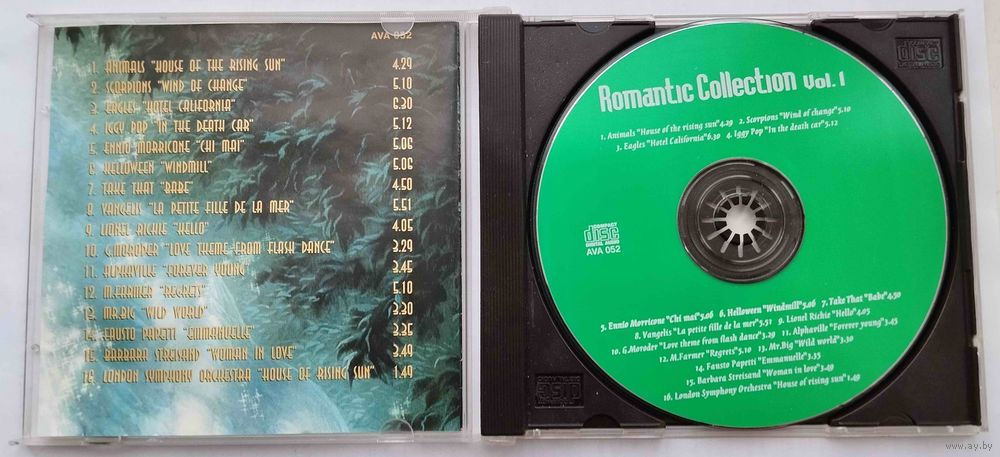 AVA 052
1. ANIMALS "HOUSE OF THE RISING SUN" 4.29
2. SCORPIONS "WIND OF CHANGE" 5.10
3. EAGLES "HOTEL CALIFORNIA" 6.30
4. IGGY POP "IN THE DEATH CAR" 5.12
5. ENNIO MORRICONE "CHI MAI" 5.06
6. HELLOWEEN "WINDMILL" 5.06
7. TAKE THAT "BABE" 4.50
8. VANGELIS "LA PETITE FILLE DE LA MER" 5.51
9. LIONEL RICHIE "HELLO" 4.05
10. G.MOROPER "LOVE THEME FROM FLASH DANCE" 3.29
11. ALPHAVILLE "FOREVER YOUNG" 3.45
12. M.FARMER "REGRETS" 5.10
13. MR.BIG "WILD WORLD" 3.30
14. FAUSTO PAPETTI "EMMANUELLE" 3.35
15. BARBARA STREISAND "WOMAN IN LOVE" 3.49
16. LONDON SYMPHONY ORCHESTRA "HOUSE OF RISING SUN" 1.49
Romantic Collection Vol. 1
1. Animals "House of the rising sun" 4.29 2. Scorpions "Wind of change" 5.10
3. Eagles "Hotel California" 6.30 4. Iggy Pop "In the death car" 5.12
COMPACT
disc
DIGITAL AUDIO
AVA 052
5. Ennio Morricone "Chi mai" 5.06 6. Helloween "Windmill" 5.06 7. Take That "Babe" 4.50
8. Vangelis "La petite fille de la mer" 5.51 9. Lionel Richie "Hello" 4.05
10. G.Moroder "Love theme from flash dance" 3.29 11. Alphaville "Forever young" 3.45
12. M.Farmer "Regrets" 5.10 13. Mr.Big "Wild world" 3.30
14. Fausto Papetti "Emmanuelle" 3.35
15. Barbara Streisand "Woman in love" 3.49
16. London Symphony Orchestra "House of rising sun" 1.49
COMPACT
disc
www.ay.by